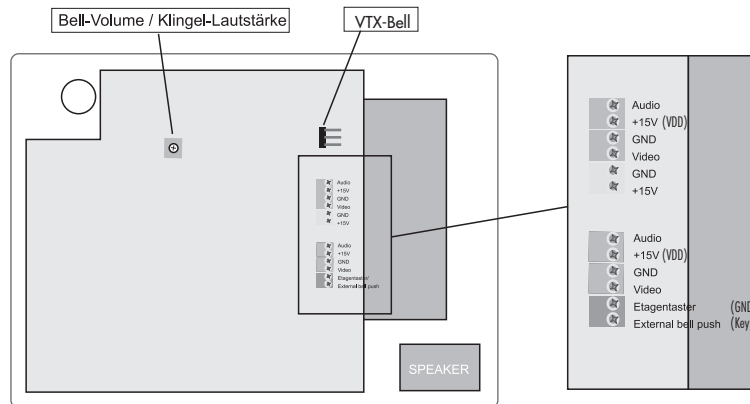 Bell-Volume / Klingel-Lautstärke
VTX-Bell
Audio
+15V
GND
Video
GND
+15V
Audio
+15V
GND
Video
Etagentaster/
External bell push
SPEAKER
Audio
+15V (VDD)
GND
Video
GND
+15V
Audio
+15V (VDD)
GND
Video
Etagentaster (GND
External bell push (Key